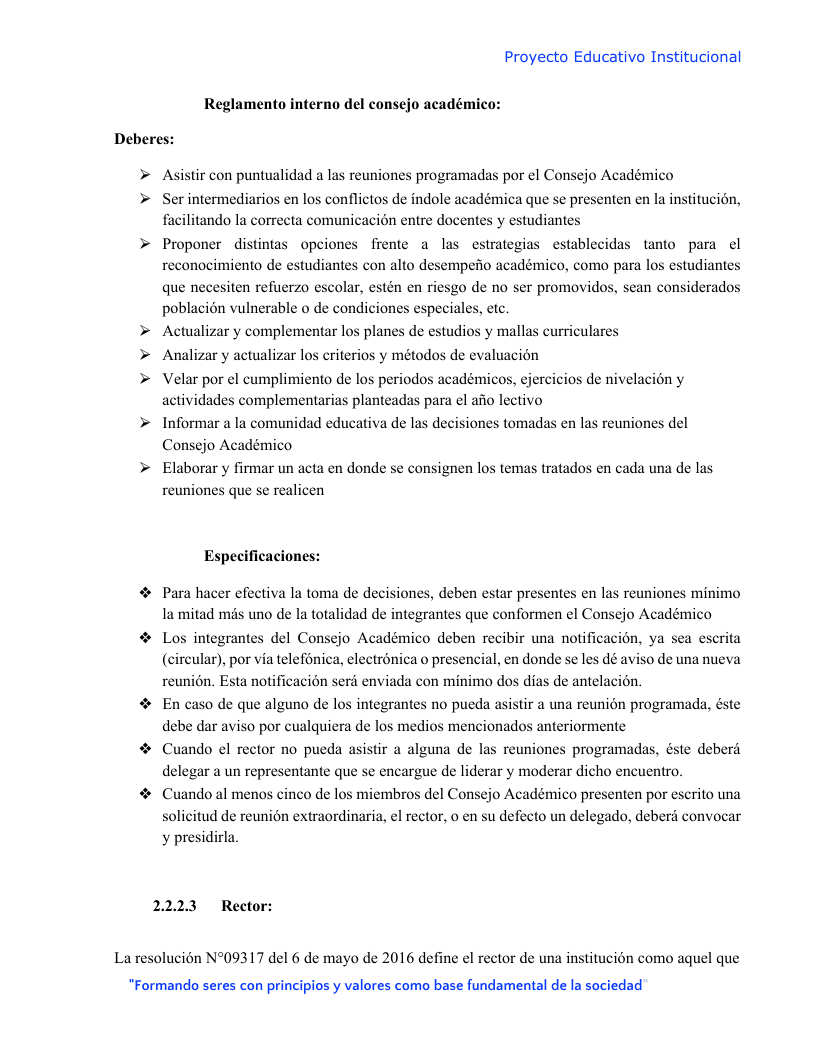 Proyecto Educativo Institucional
Reglamento interno del consejo académico:
Deberes:
➢ Asistir con puntualidad a las reuniones programadas por el Consejo Académico
➢ Ser intermediarios en los conflictos de índole académica que se presenten en la institución,
facilitando la correcta comunicación entre docentes y estudiantes
➢ Proponer distintas opciones frente a las estrategias establecidas tanto para el
reconocimiento de estudiantes con alto desempeño académico, como para los estudiantes
que necesiten refuerzo escolar, estén en riesgo de no ser promovidos, sean considerados
población vulnerable o de condiciones especiales, etc.
➢ Actualizar y complementar los planes de estudios y mallas curriculares
➢ Analizar y actualizar los criterios y métodos de evaluación
➢ Velar por el cumplimiento de los periodos académicos, ejercicios de nivelación y
actividades complementarias planteadas para el año lectivo
➢ Informar a la comunidad educativa de las decisiones tomadas en las reuniones del
Consejo Académico
➢ Elaborar y firmar un acta en donde se consignen los temas tratados en cada una de las
reuniones que se realicen
Especificaciones:
❖ Para hacer efectiva la toma de decisiones, deben estar presentes en las reuniones mínimo
la mitad más uno de la totalidad de integrantes que conformen el Consejo Académico
❖ Los integrantes del Consejo Académico deben recibir una notificación, ya sea escrita
(circular), por vía telefónica, electrónica o presencial, en donde se les dé aviso de una nueva
reunión. Esta notificación será enviada con mínimo dos días de antelación.
❖ En caso de que alguno de los integrantes no pueda asistir a una reunión programada, éste
debe dar aviso por cualquiera de los medios mencionados anteriormente
❖ Cuando el rector no pueda asistir a alguna de las reuniones programadas, éste deberá
delegar a un representante que se encargue de liderar y moderar dicho encuentro.
❖ Cuando al menos cinco de los miembros del Consejo Académico presenten por escrito una
solicitud de reunión extraordinaria, el rector, o en su defecto un delegado, deberá convocar
y presidirla.
2.2.2.3 Rector:
La resolución N°09317 del 6 de mayo de 2016 define el rector de una institución como aquel que
"Formando seres con principios y valores como base fundamental de la sociedad"